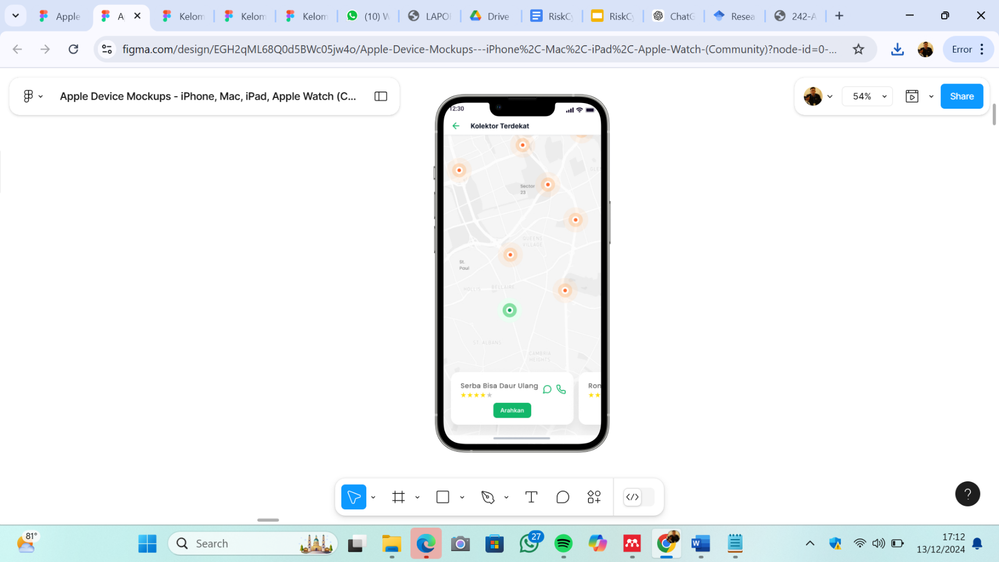 Apple
A
Kelom
Kelom
Kelom
(10) W
LAPO
Drive
RiskCy
RiskCy
ChatG
Resea
242-A
figma.com/design/EGH2qML68Q0d5BWc05jw4o/Apple-Device-Mockups---iPhone%2C-Mac%2C-iPad%2C-Apple-Watch-(Community)?node-id=0-...
Error
Apple Device Mockups - iPhone, Mac, iPad, Apple Watch (C...
54%
Share
12:30
Kolektor Terdekat
GLE
Sector
23
QUEENS
VILLAGE
St.
Paul
HOLLIS
BELLAIRE
ST. ALBANS
CAMBRIA
HEIGHTS
Serba Bisa Daur Ulang
Ron
Arahkan
81°
Search
27
17:12
13/12/2024